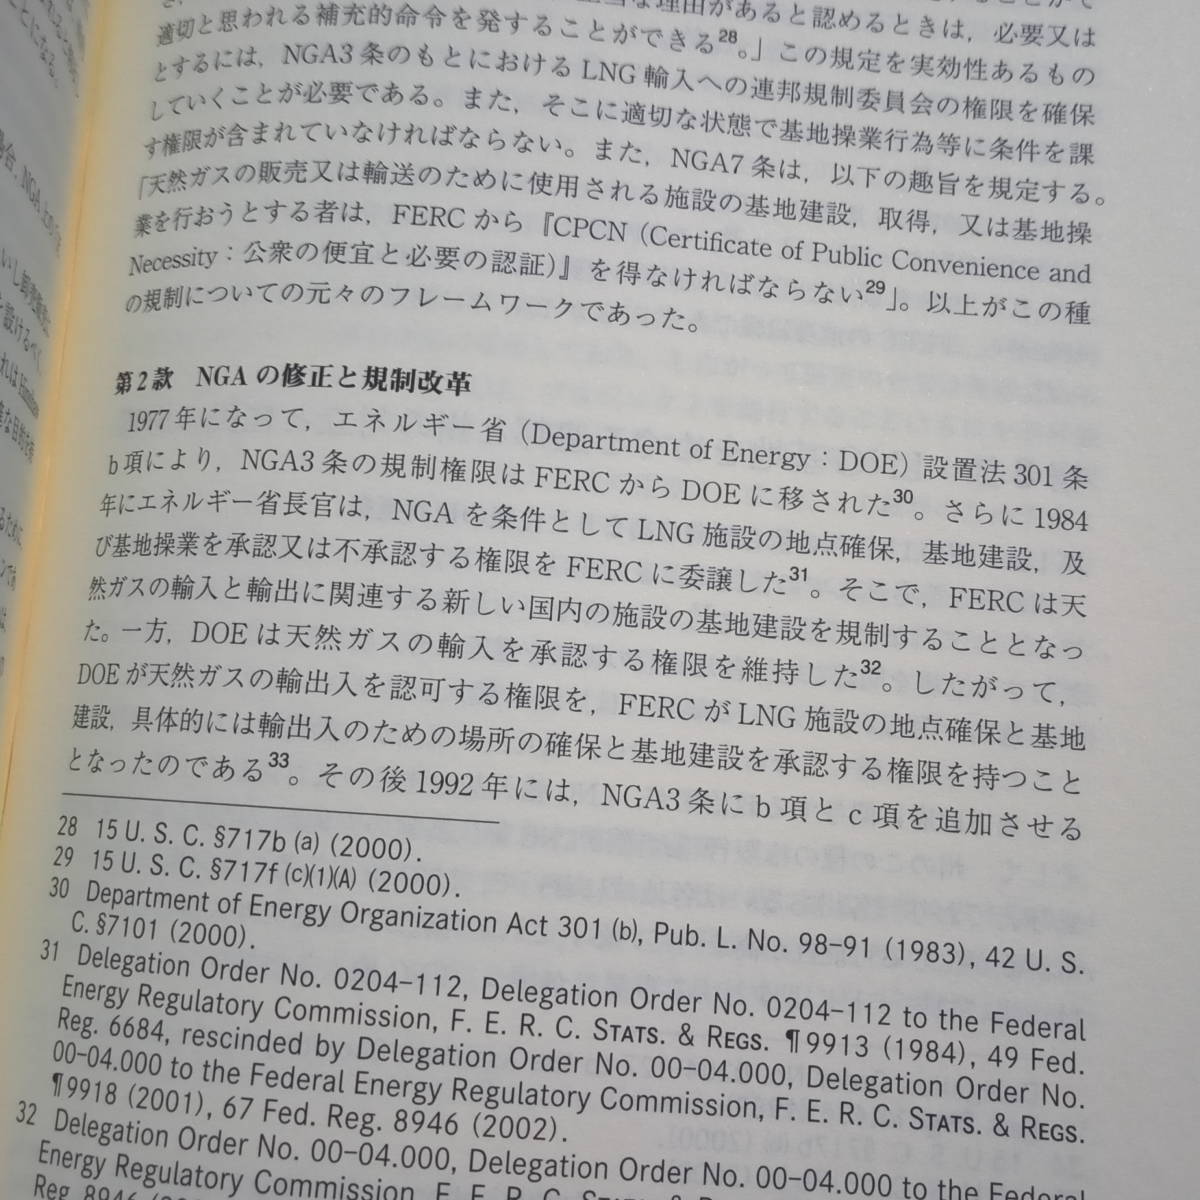 な理由があると認めるときは，必要又は
適切と思われる補充的命令を発することができる28。」この規定を実効性あるもの
とするには，NGA3条のもとにおけるLNG輸入への連邦規制委員会の権限を確保
していくことが必要である。また，そこに適切な状態で基地操業行為等に条件を課
す権限が含まれていなければならない。また，NGA7条は，以下の趣旨を規定する。
「天然ガスの販売又は輸送のために使用される施設の基地建設，取得，又は基地操
業を行おうとする者は，FERCから『CPCN（Certificate of Public Convenience and
Necessity：公衆の便宜と必要の認証)』を得なければならない29」。以上がこの種
の規制についての元々のフレームワークであった。
第2款　NGAの修正と規制改革
1977年になって，エネルギー省（Department of Energy：DOE）設置法301条
b項により，NGA3条の規制権限はFERCからDOEに移された30。さらに1984
年にエネルギー省長官は，NGAを条件としてLNG施設の地点確保，基地建設，及
び基地操業を承認又は不承認する権限をFERCに委譲した31。そこで，FERCは天
然ガスの輸入と輸出に関連する新しい国内の施設の基地建設を規制することとなっ
た。一方，DOEは天然ガスの輸入を承認する権限を維持した32。したがって，
DOEが天然ガスの輸出入を認可する権限を，FERCがLNG施設の地点確保と基地
建設，具体的には輸出入のための場所の確保と基地建設を承認する権限を持つこと
となったのである33。その後1992年には，NGA3条にb項とc項を追加させる
28 15 U. S. C. §717b (a) (2000).
29 15 U. S. C. §717f (c)(1)(A) (2000).
30 Department of Energy Organization Act 301 (b), Pub. L. No. 98-91 (1983), 42 U. S.
C. §7101 (2000).
31 Delegation Order No. 0204-112, Delegation Order No. 0204-112 to the Federal
Energy Regulatory Commission, F. E. R. C. STATS. & REGS. ¶9913 (1984), 49 Fed.
Reg. 6684, rescinded by Delegation Order No. 00-04.000, Delegation Order No.
00-04.000 to the Federal Energy Regulatory Commission, F. E. R. C. STATS. & REGS.
¶9918 (2001), 67 Fed. Reg. 8946 (2002).
32 Delegation Order No. 00-04.000, Delegation Order No. 00-04.000 to the Federal
Energy Regulatory Commission, F. E. R. C. STATS. &
Reg. 8946